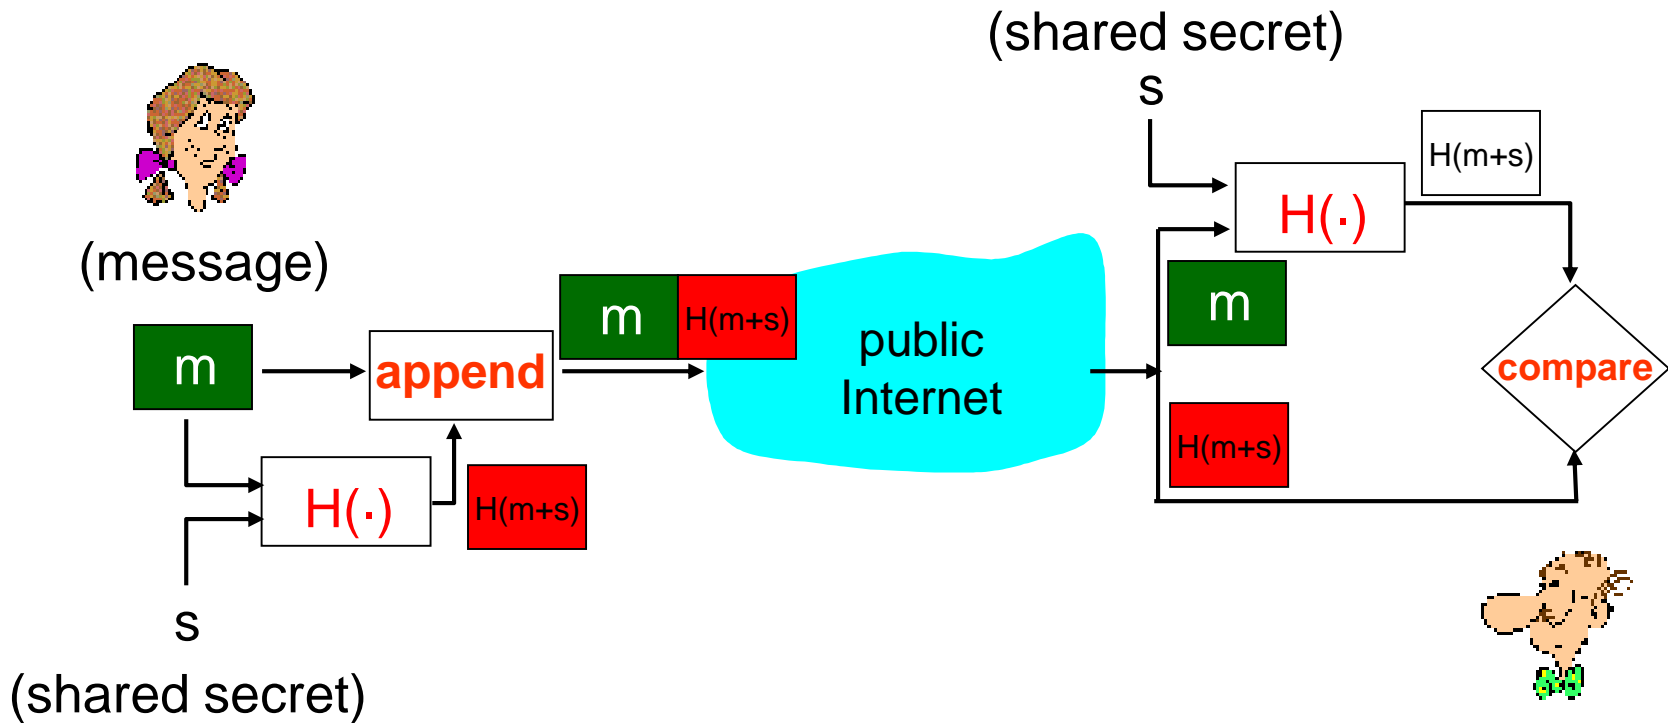 (shared secret)
s
H(m+s)
H(.)
(message)
m
append
m
H(m+s)
public
Internet
m
compare
H(m+s)
H(.)
H(m+s)
s
(shared secret)